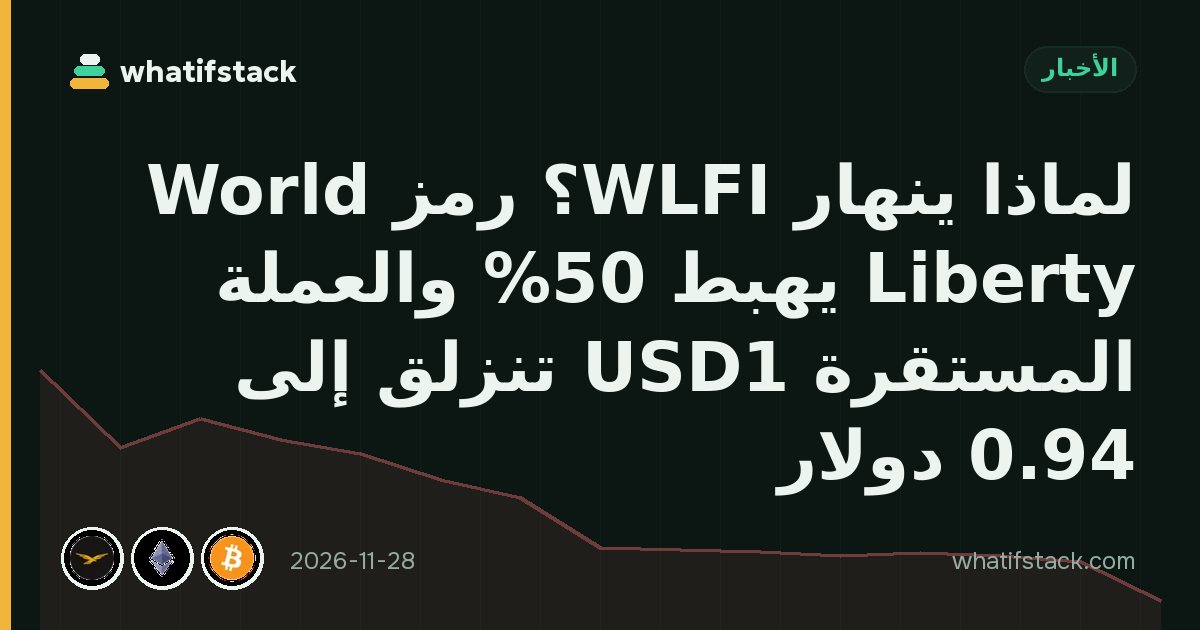 whatifstack
الأخبار
لماذا ينهار WLFI؟ رمز World
Liberty يهبط 50% والعملة
المستقرة USD1 تنزلق إلى
0.94 دولار
2026-11-28
whatifstack.com